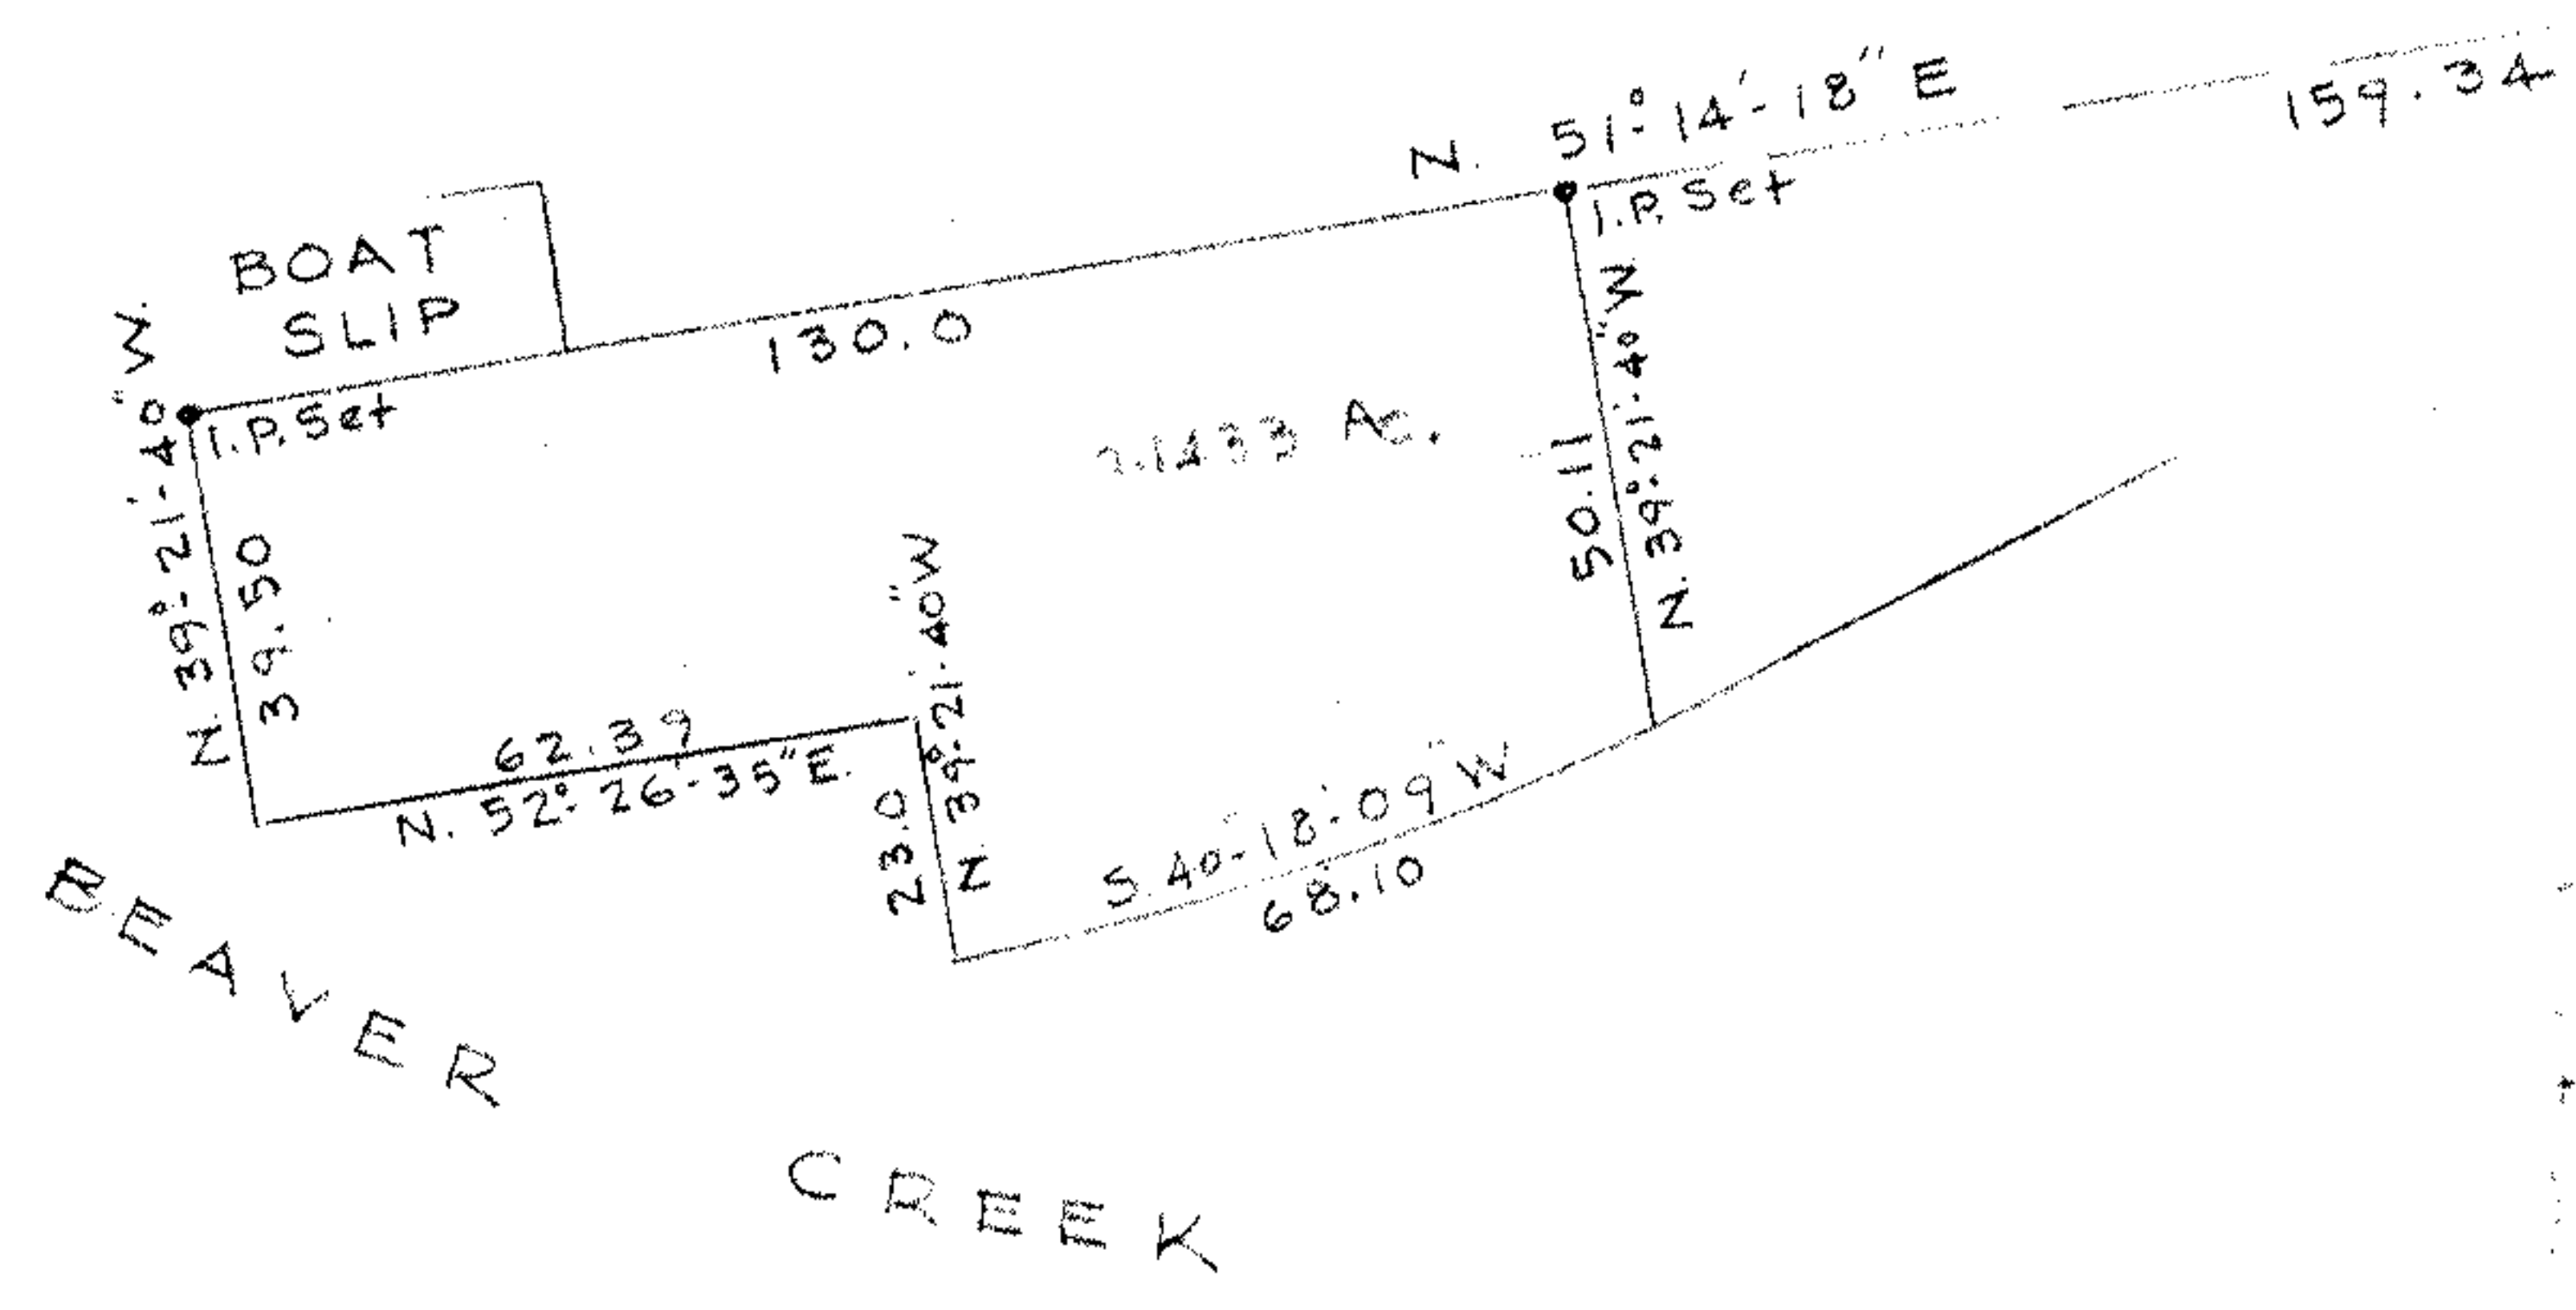 N. 51°-14'-18" E
159.34
I.P. Set
BOAT
SLIP
130.0
I.P. Set
N. 39°-21'-40" W.
39.50
Ac.
50.11
N. 39°-21'-40" W.
62.39
N. 52°-26'-35" E.
23.0
N. 39°-21'-40" W
S. 40°-18'-09" W
68.10
BEAVER
CREEK